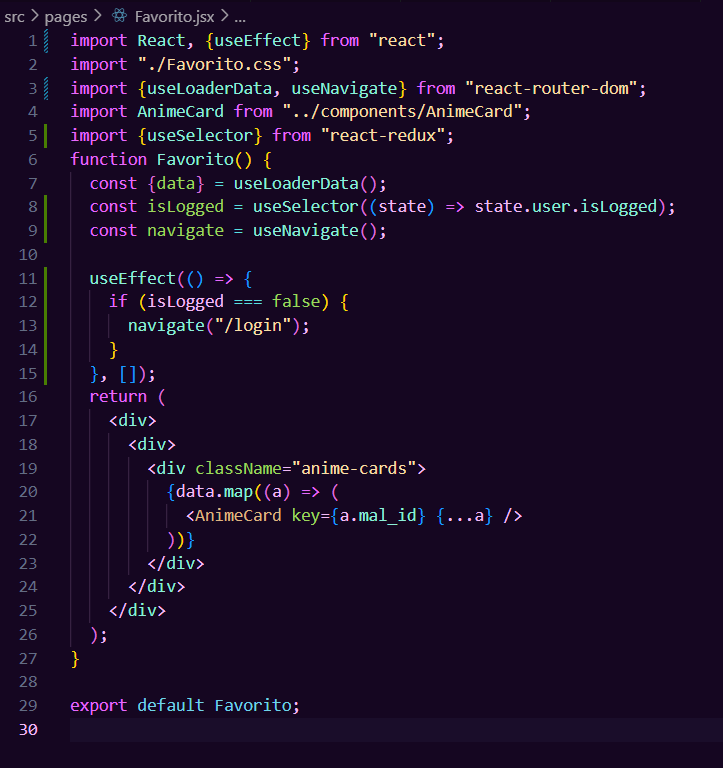 src > pages > Favorito.jsx > ...
1 import React, {useEffect} from "react";
2 import "./Favorito.css";
3 import {useLoaderData, useNavigate} from "react-router-dom";
4 import AnimeCard from "../components/AnimeCard";
5 import {useSelector} from "react-redux";
6 function Favorito() {
7   const {data} = useLoaderData();
8   const isLogged = useSelector((state) => state.user.isLogged);
9   const navigate = useNavigate();
10
11   useEffect(() => {
12     if (isLogged === false) {
13       navigate("/login");
14     }
15   }, []);
16   return (
17     <div>
18       <div>
19         <div className="anime-cards">
20           {data.map((a) => (
21             <AnimeCard key={a.mal_id} {...a} />
22           ))}
23         </div>
24       </div>
25     </div>
26   );
27 }
28
29 export default Favorito;
30